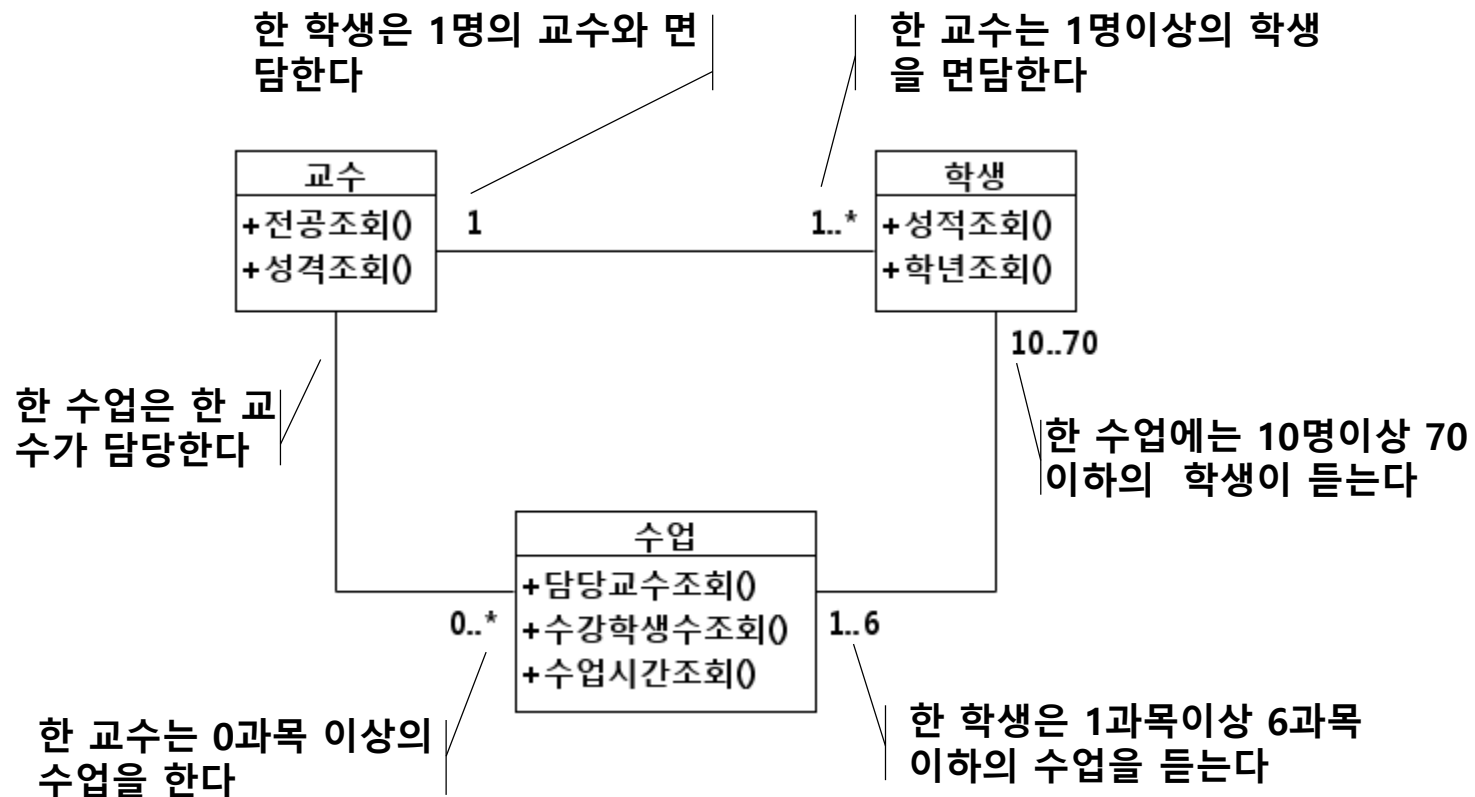 한 학생은 1명의 교수와 면
담한다
한 교수는 1명이상의 학생
을 면담한다
교수
+전공조회()
+성격조회()
1
1..*
학생
+성적조회()
+학년조회()
10..70
한 수업은 한 교
수가 담당한다
한 수업에는 10명이상 70
이하의 학생이 듣는다
수업
+담당교수조회()
+수강학생수조회()
+수업시간조회()
0..*
1..6
한 교수는 0과목 이상의
수업을 한다
한 학생은 1과목이상 6과목
이하의 수업을 듣는다